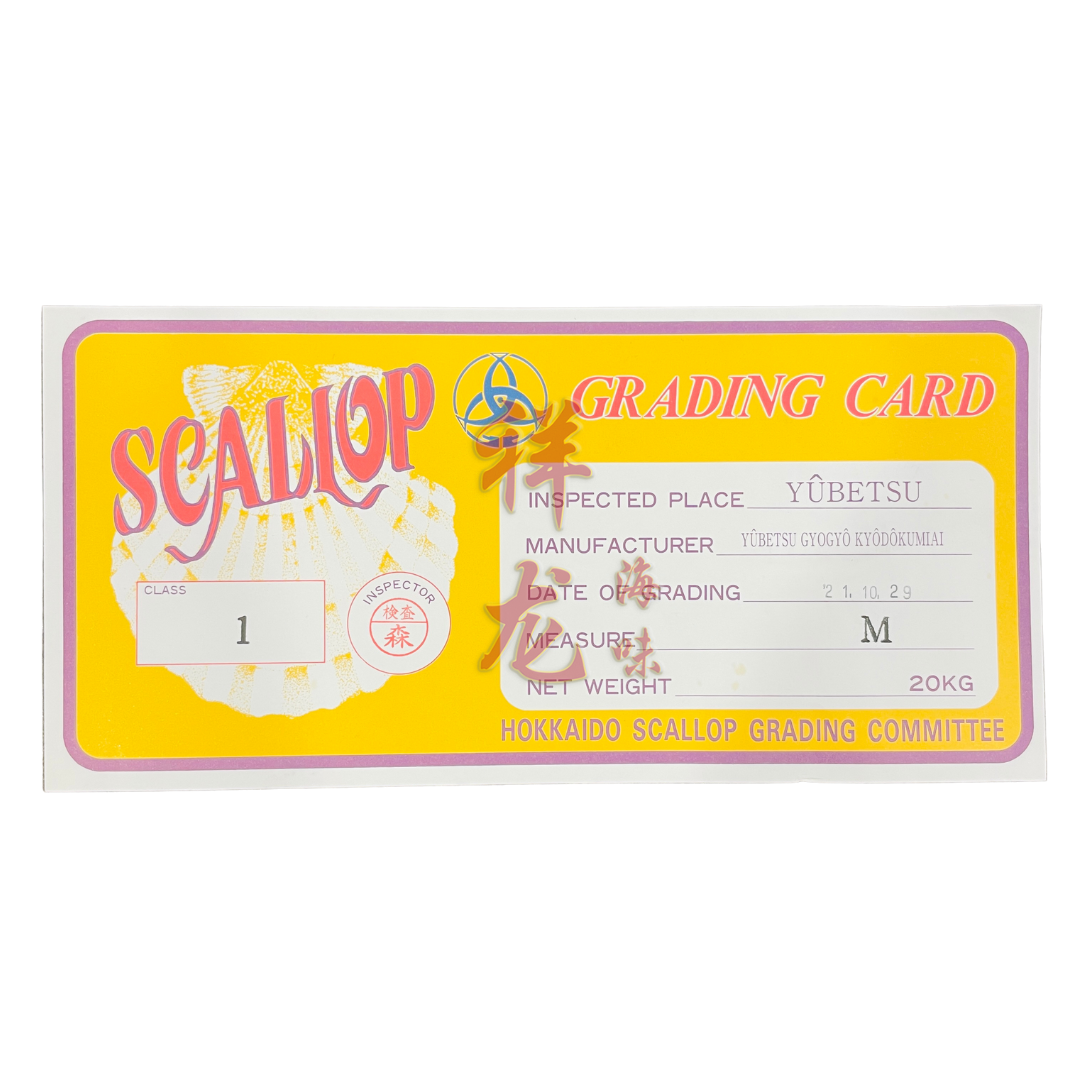 SCALLOP
GRADING CARD
CLASS
1
INSPECTOR
検査
森
INSPECTED PLACE YÛBETSU
MANUFACTURER YÛBETSU GYOGYÔ KYÔDÔKUMIAI
DATE OF GRADING '21.10.29
MEASURE M
NET WEIGHT 20KG
HOKKAIDO SCALLOP GRADING COMMITTEE
祥龙
海味